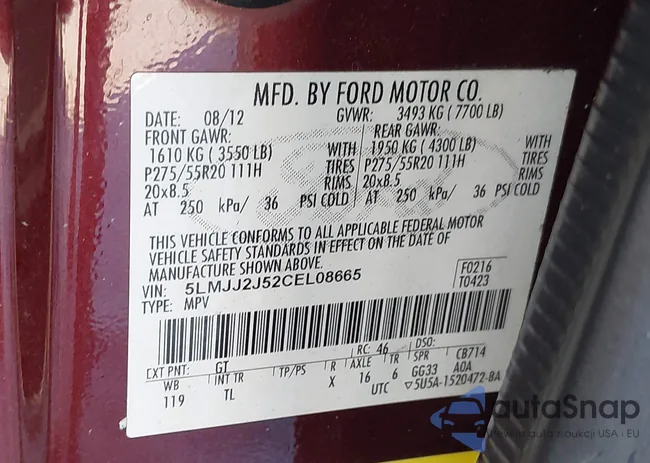 MFD. BY FORD MOTOR CO.
DATE: 08/12 GVWR: 3493 KG ( 7700 LB)
FRONT GAWR: REAR GAWR:
1610 KG ( 3550 LB) WITH 1950 KG ( 4300 LB) WITH
P275/55R20 111H TIRES P275/55R20 111H TIRES
20x8.5 RIMS 20x8.5 RIMS
AT 250 kPa/ 36 PSI COLD AT 250 kPa/ 36 PSI COLD
THIS VEHICLE CONFORMS TO ALL APPLICABLE FEDERAL MOTOR
VEHICLE SAFETY STANDARDS IN EFFECT ON THE DATE OF
MANUFACTURE SHOWN ABOVE.
VIN: 5LMJJ2J52CEL08665 F0216
TYPE: MPV T0423
EXT PNT: GT RC: 46 DSO:
WB INT TR TP/PS R AXLE TR SPR CB714
119 TL X 16 6 GG33 AOA
UTC ▽5U5A-1520472-BA
autaSnap
USA i EU